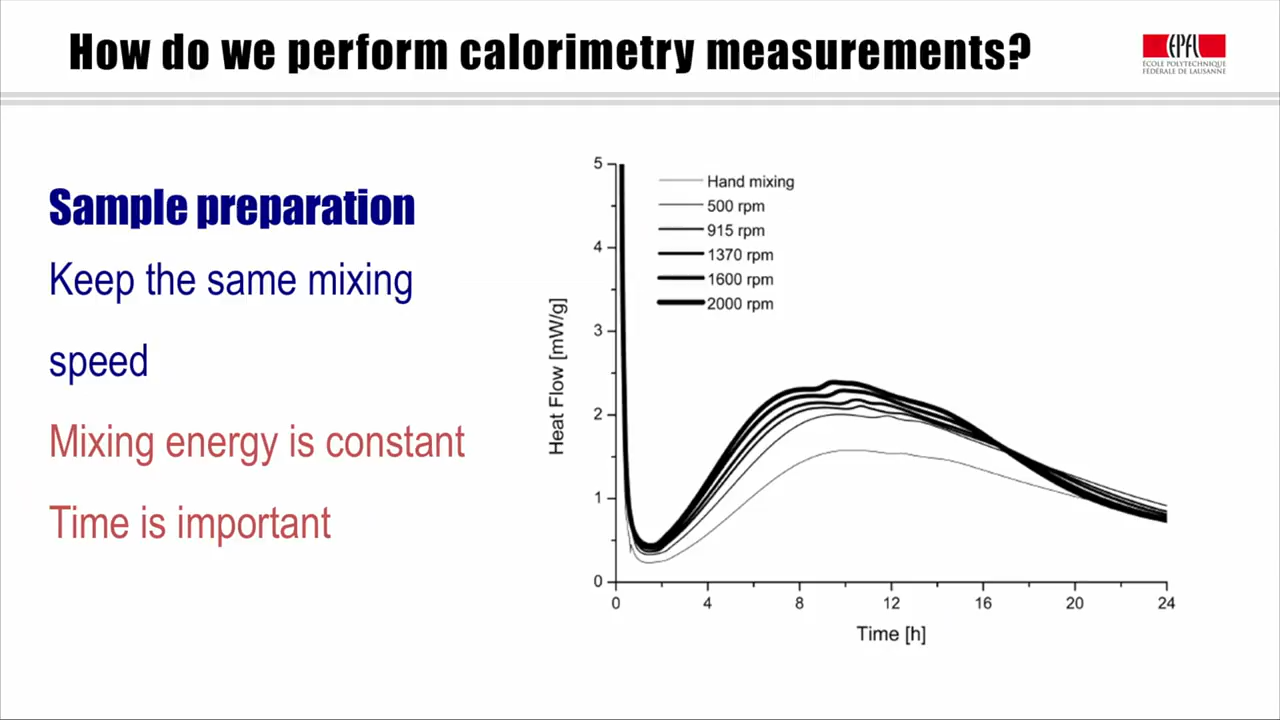 How do we perform calorimetry measurements?
EPFL
ÉCOLE POLYTECHNIQUE
FÉDÉRALE DE LAUSANNE
Sample preparation
Keep the same mixing
speed
Mixing energy is constant
Time is important
Hand mixing
500 rpm
915 rpm
1370 rpm
1600 rpm
2000 rpm
Heat Flow [mW/g]
5
4
3
2
1
0
0 4 8 12 16 20 24
Time [h]